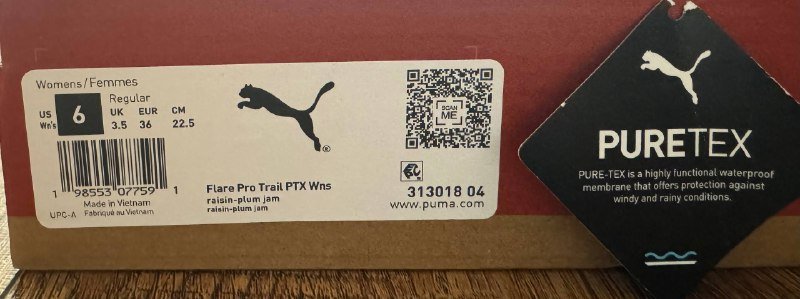 Womens/Femmes
Regular
US UK EUR CM
Wn's 6 3.5 36 22.5
1 98553 07759 1
Made in Vietnam
UPC-A Fabriqué au Vietnam
®
Flare Pro Trail PTX Wns
raisin-plum jam
raisin-plum jam
SCAN
ME
313018 04
www.puma.com
PURETEX
PURE-TEX is a highly functional waterproof
membrane that offers protection against
windy and rainy conditions.